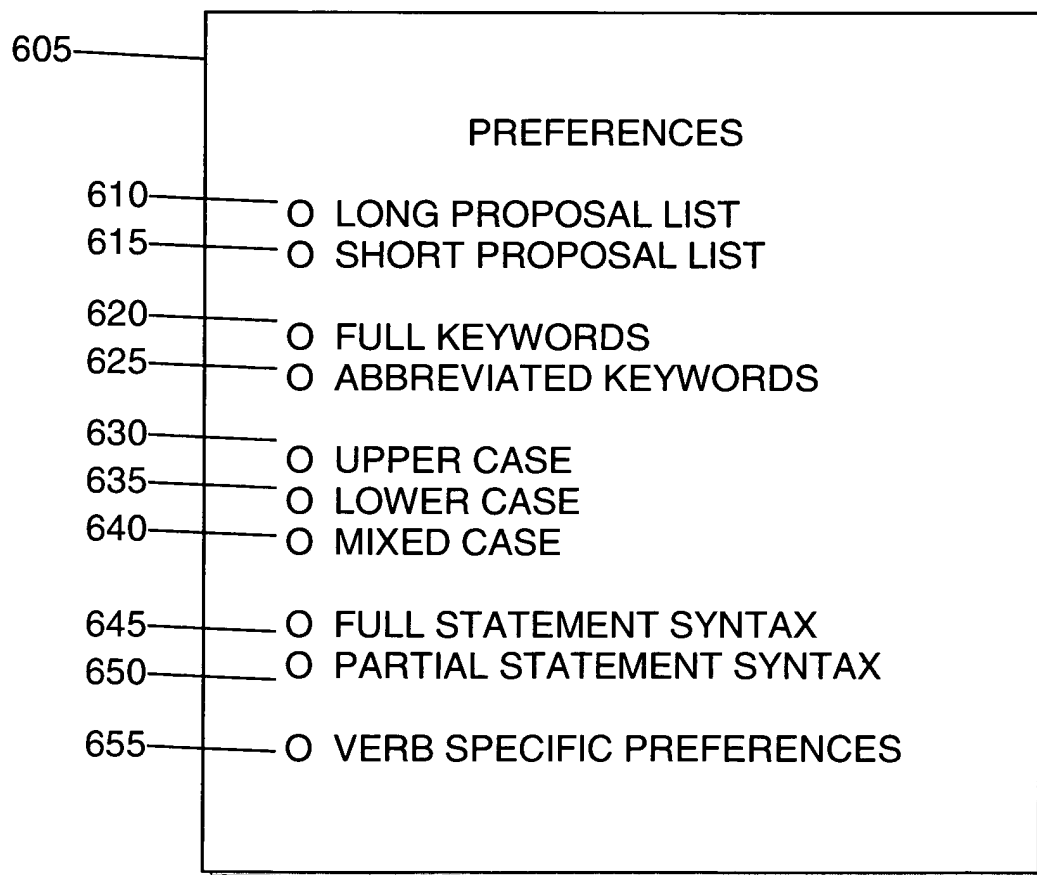 605
PREFERENCES
610 O LONG PROPOSAL LIST
615 O SHORT PROPOSAL LIST
620 O FULL KEYWORDS
625 O ABBREVIATED KEYWORDS
630 O UPPER CASE
635 O LOWER CASE
640 O MIXED CASE
645 O FULL STATEMENT SYNTAX
650 O PARTIAL STATEMENT SYNTAX
655 O VERB SPECIFIC PREFERENCES